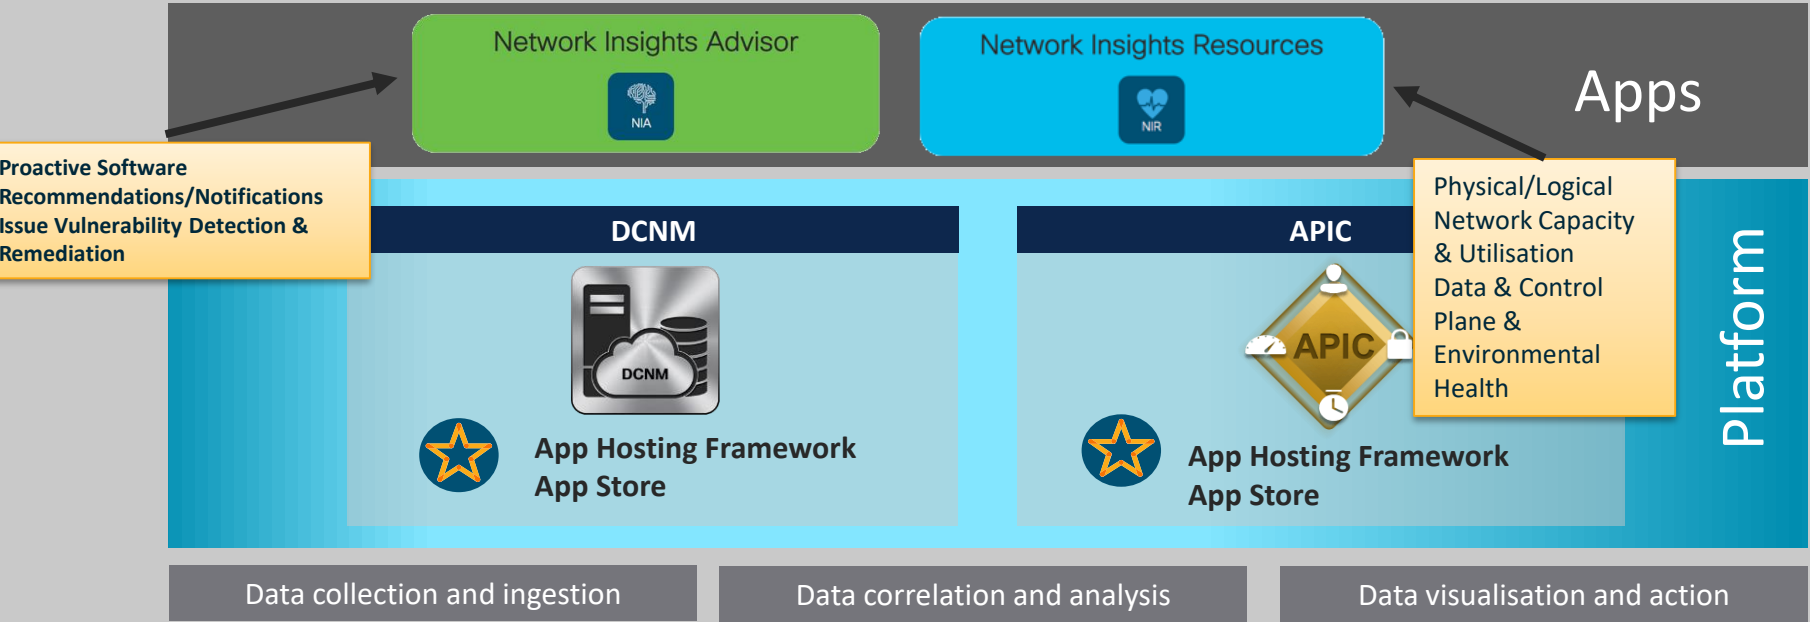 Network Insights Advisor
NIA
Network Insights Resources
NIR
Apps
Proactive Software
Recommendations/Notifications
Issue Vulnerability Detection &
Remediation
Physical/Logical
Network Capacity
& Utilisation
Data & Control
Plane &
Environmental
Health
DCNM
DCNM
App Hosting Framework
App Store
APIC
APIC
App Hosting Framework
App Store
Platform
Data collection and ingestion
Data correlation and analysis
Data visualisation and action